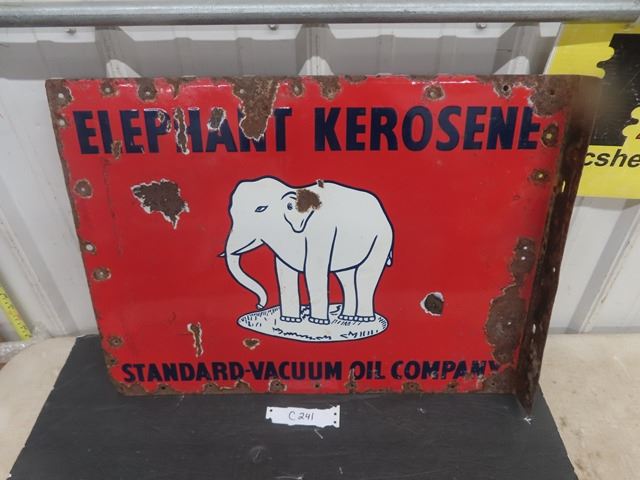 ELEPHANT KEROSENE
STANDARD-VACUUM OIL COMPANY
C241